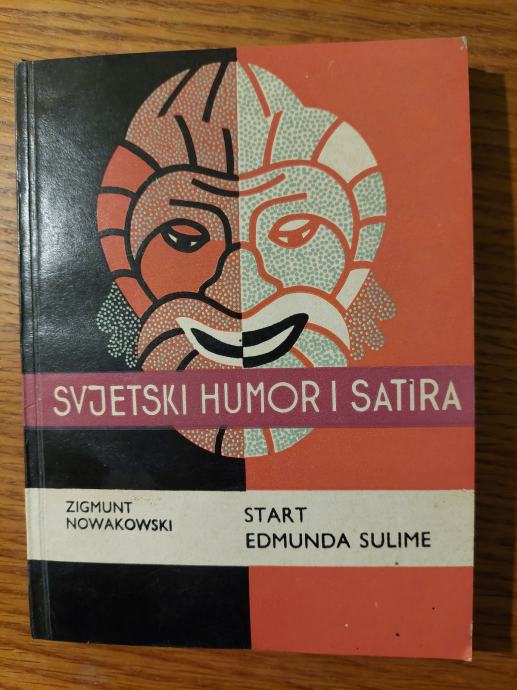 SVJETSKI HUMOR I SATIRA
ZIGMUNT
NOWAKOWSKI
START
EDMUNDA SULIME